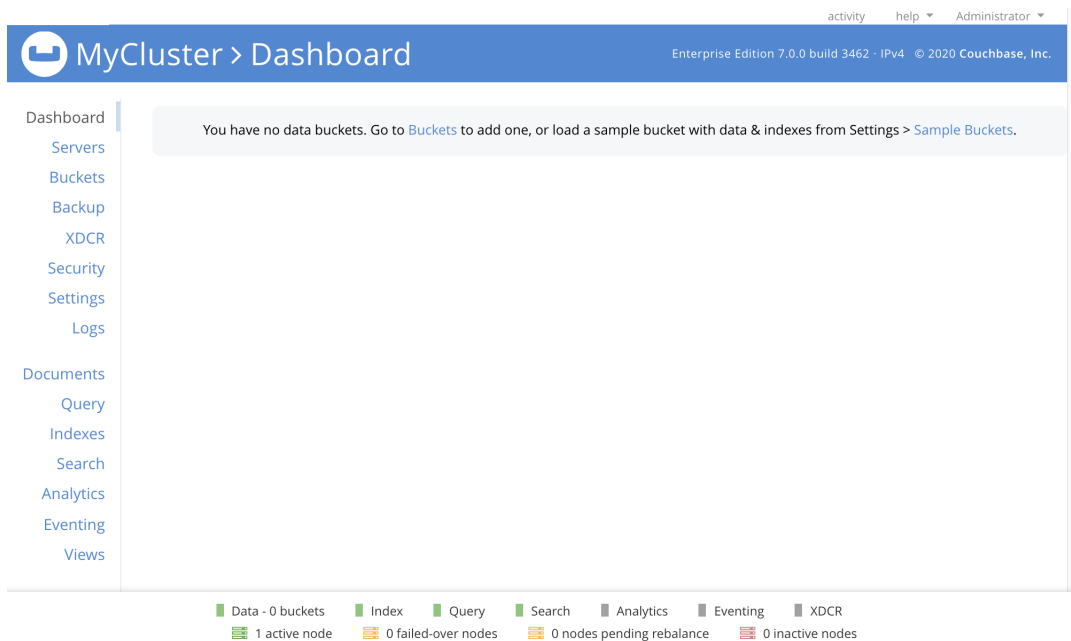 activity help Administrator
MyCluster > Dashboard
Enterprise Edition 7.0.0 build 3462 · IPv4 © 2020 Couchbase, Inc.
Dashboard
Servers
Buckets
Backup
XDCR
Security
Settings
Logs
Documents
Query
Indexes
Search
Analytics
Eventing
Views
You have no data buckets. Go to Buckets to add one, or load a sample bucket with data & indexes from Settings > Sample Buckets.
Data - 0 buckets Index Query Search Analytics Eventing XDCR
1 active node 0 failed-over nodes 0 nodes pending rebalance 0 inactive nodes